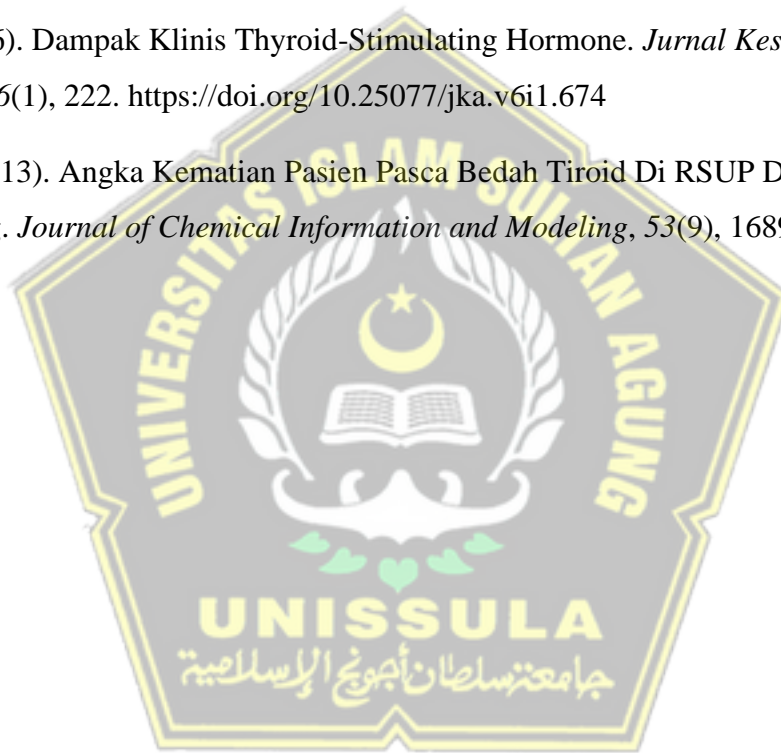 6). Dampak Klinis Thyroid-Stimulating Hormone. Jurnal Kes
6(1), 222. https://doi.org/10.25077/jka.v6i1.674
13). Angka Kematian Pasien Pasca Bedah Tiroid Di RSUP D
. Journal of Chemical Information and Modeling, 53(9), 1689
UNIVERSITAS ISLAM SULTAN AGUNG
UNISSULA
جامعتسلطان أجونج الإسلامية